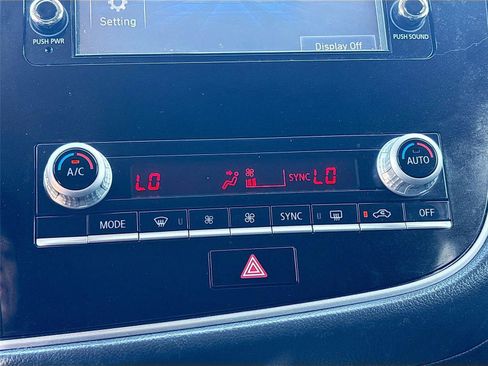 Setting
Display Off
PUSH PWR
PUSH SOUND
A/C
LO
SYNC LO
AUTO
MODE
SYNC
OFF